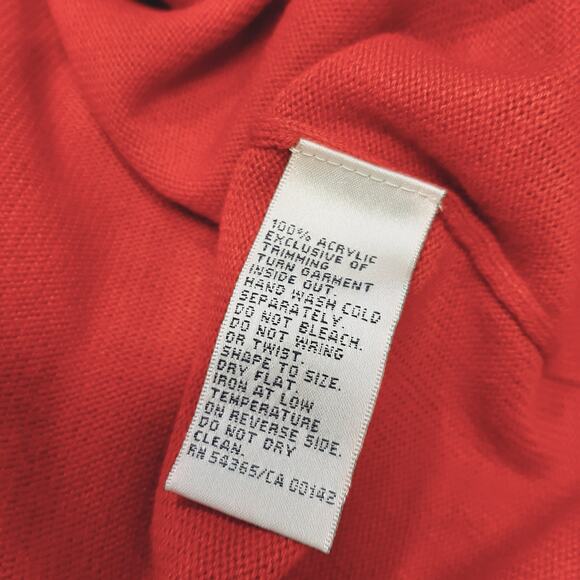 100% ACRYLIC
EXCLUSIVE OF
TRIMMING
TURN GARMENT
INSIDE OUT.
HAND WASH COLD
SEPARATELY.
DO NOT BLEACH.
DO NOT WRING
OR TWIST.
SHAPE TO SIZE.
DRY FLAT.
IRON AT LOW
TEMPERATURE
ON REVERSE SIDE.
DO NOT DRY
CLEAN.
RN 54365/CA 00142